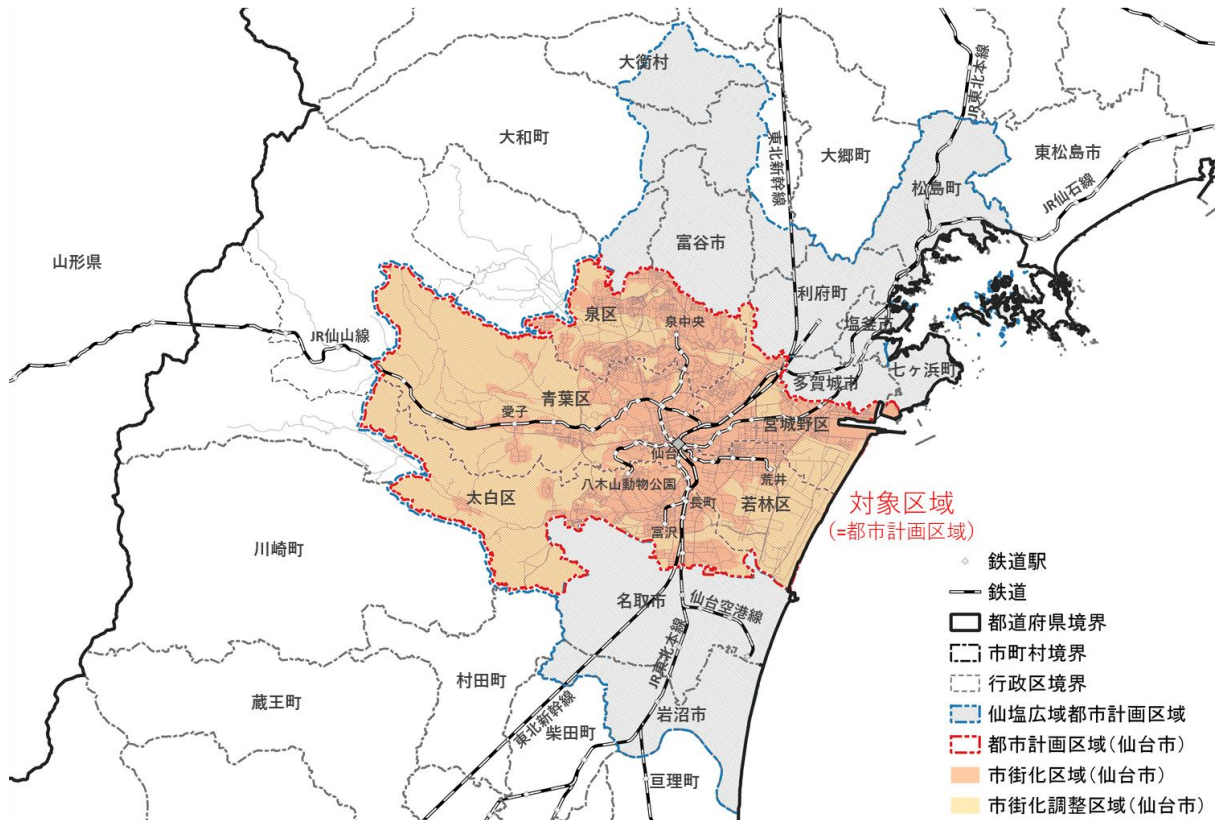 大衡村
大和町
東北新幹線
大郷町
JR東北本線
東松島市
松島町
JR仙石線
富谷市
山形県
利府町
塩釜市
泉区
泉中央
JR仙山線
七ヶ浜町
多賀城市
青葉区
愛子
宮城野区
仙台
荒井
八木山動物公園
太白区
長町
若林区
対象区域
(=都市計画区域)
富沢
川崎町
名取市
仙台空港線
JR東北本線
村田町
蔵王町
東北新幹線
柴田町
岩沼市
亘理町
鉄道駅
鉄道
都道府県境界
市町村境界
行政区境界
仙塩広域都市計画区域
都市計画区域(仙台市)
市街化区域(仙台市)
市街化調整区域(仙台市)